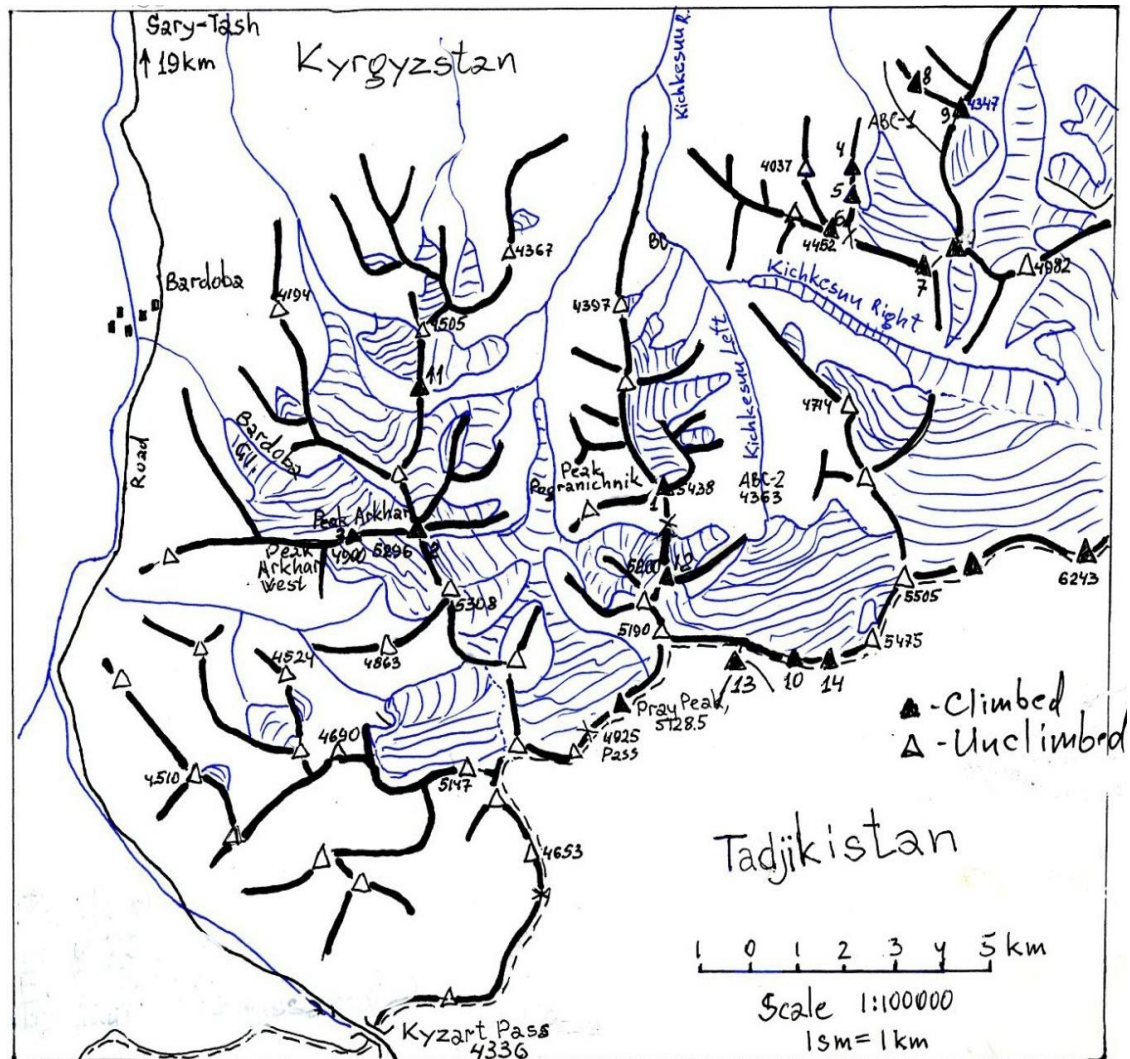 Sary-Tash
↑ 19km
Kyrgyzstan
Kichkesuu R.
8
4347
9
ABC-1
4
4037
5
6
4452
7
4982
BC
Kichkesuu Right
4367
4194
Bardoba
4505
4397
11
Kichkesuu Left
4714
Road
Bardoba
Gl.
Peak
Pogranichnik
5438
1
ABC-2
4363
Peak Arkhar
3
4900
5296
2
Peak
Arkhar
West
5200
5308
5190
5505
6243
5475
4524
4863
13
10
14
Pray Peak,
5128.5
4925
Pass
4690
4510
5147
4653
▲ - Climbed
△ - Unclimbed
Tadjikistan
1 0 1 2 3 4 5 km
Scale 1:100000
1sm = 1km
Kyzart Pass
4336